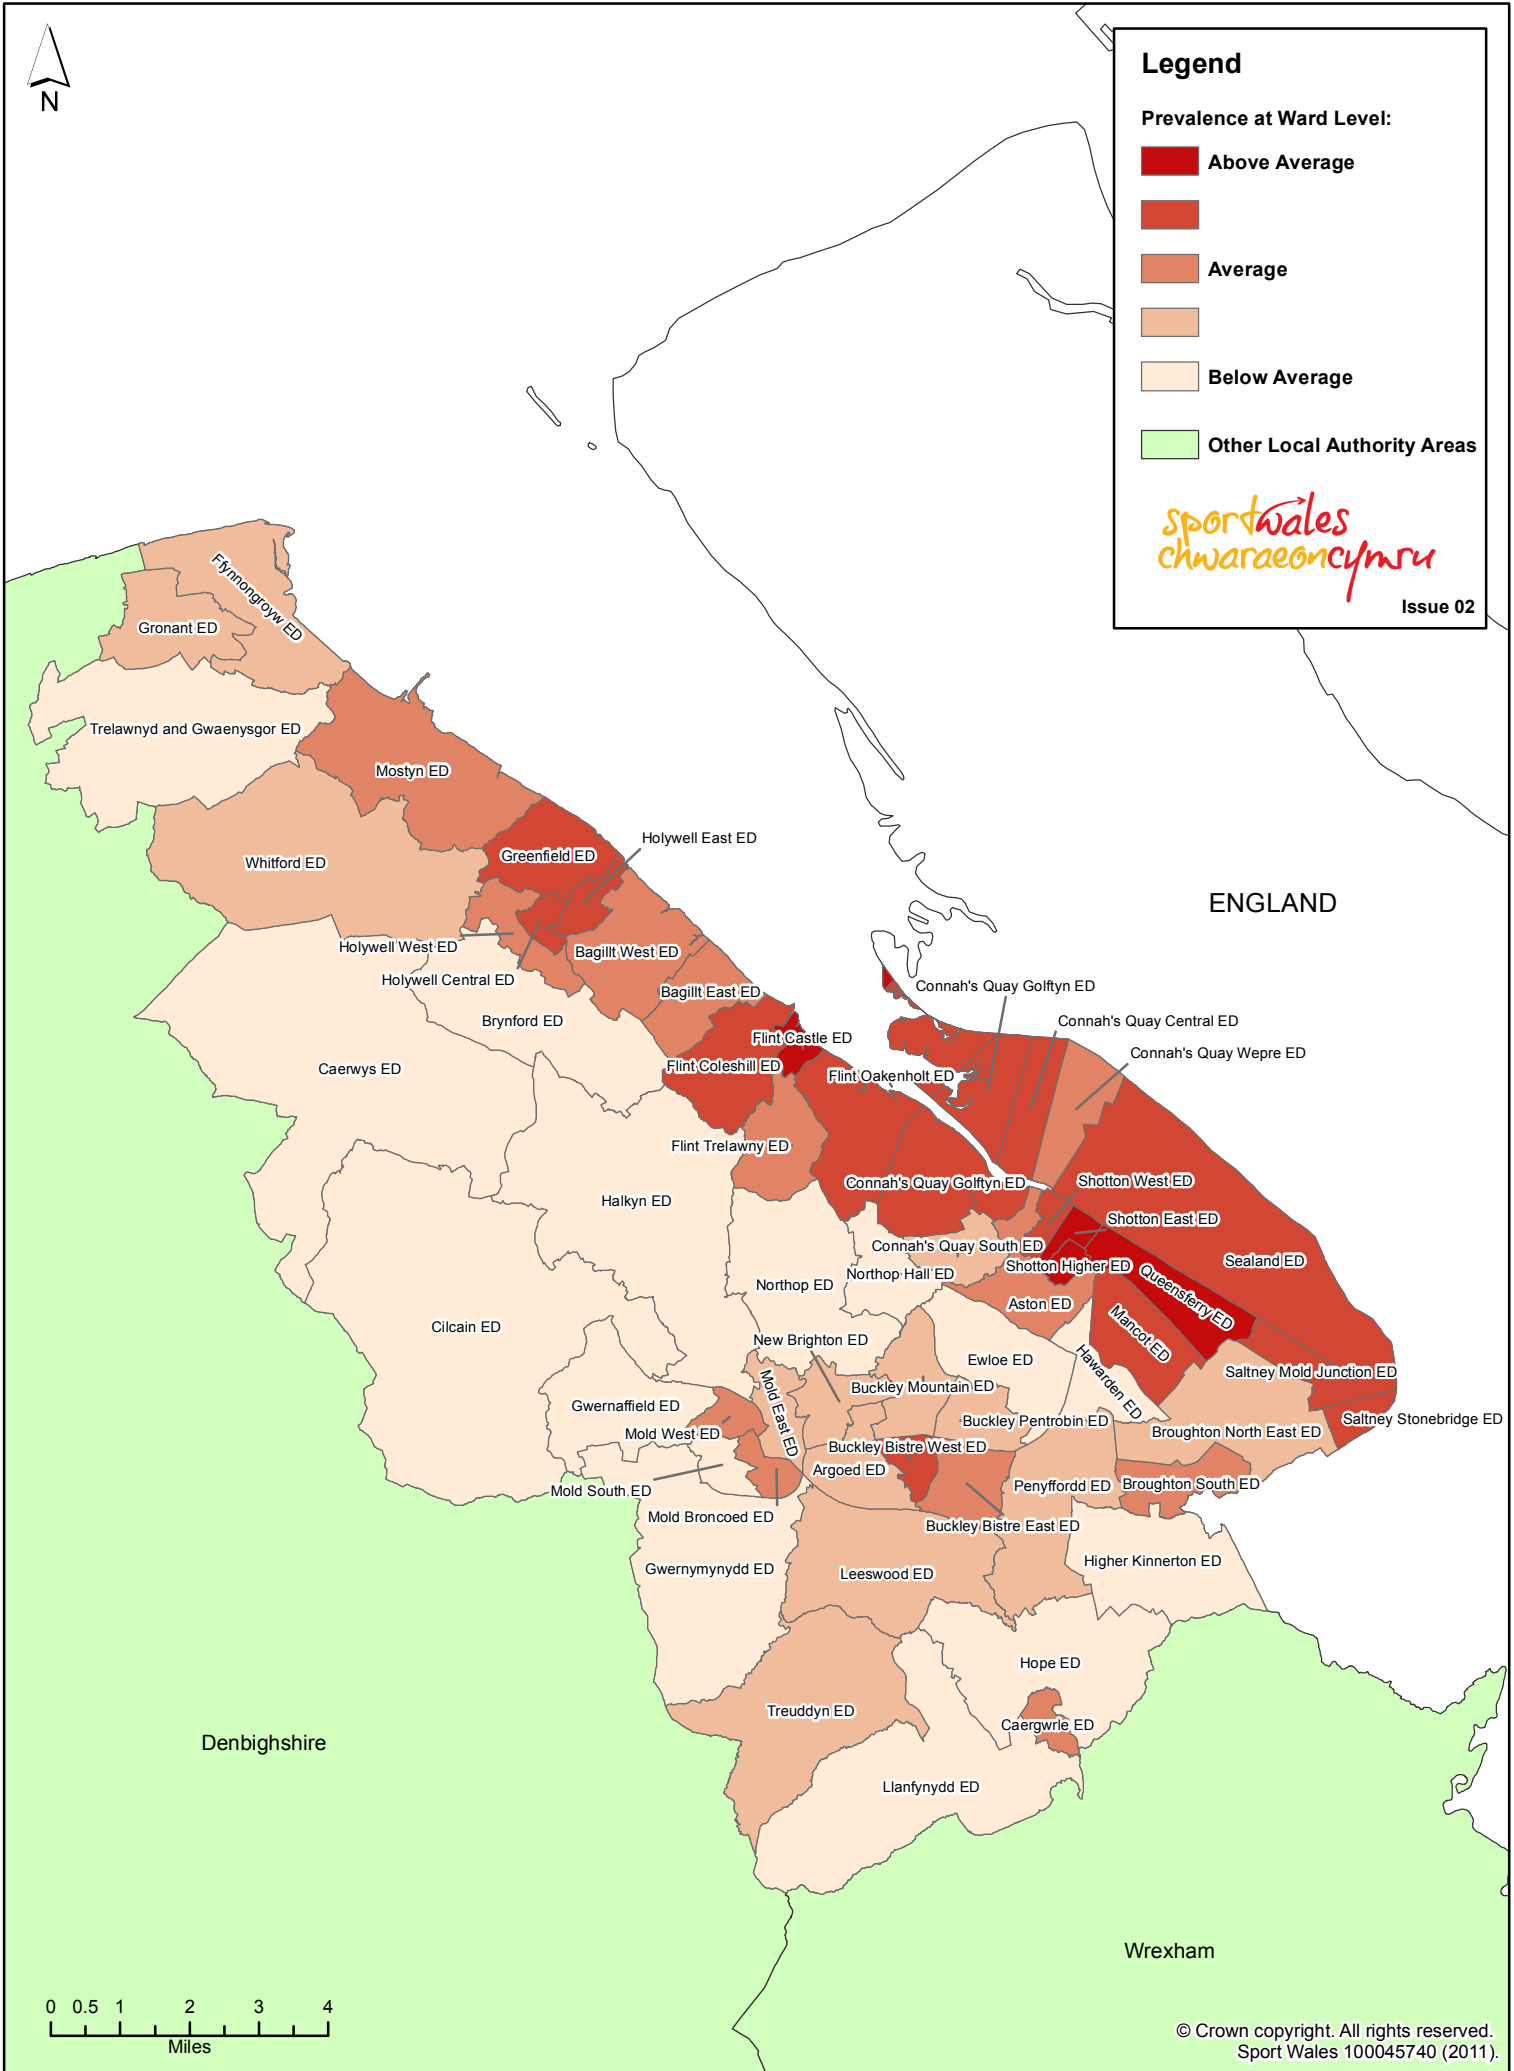 N
Legend
Prevalence at Ward Level:
Above Average
Average
Below Average
Other Local Authority Areas
sportwales
chwaraeoncymru
Issue 02
Ffynnongroyw ED
Gronant ED
Trelawnyd and Gwaenysgor ED
Mostyn ED
Holywell East ED
Greenfield ED
Whitford ED
ENGLAND
Holywell West ED
Bagillt West ED
Holywell Central ED
Connah's Quay Golftyn ED
Bagillt East ED
Brynford ED
Connah's Quay Central ED
Flint Castle ED
Connah's Quay Wepre ED
Caerwys ED
Flint Coleshill ED
Flint Oakenholt ED
Flint Trelawny ED
Connah's Quay Golftyn ED
Shotton West ED
Halkyn ED
Shotton East ED
Connah's Quay South ED
Sealand ED
Shotton Higher ED
Northop Hall ED
Northop ED
Queensferry ED
Aston ED
Cilcain ED
Mancot ED
New Brighton ED
Ewloe ED
Hawarden ED
Saltney Mold Junction ED
Buckley Mountain ED
Gwernaffield ED
Mold East ED
Saltney Stonebridge ED
Buckley Pentrobin ED
Mold West ED
Broughton North East ED
Buckley Bistre West ED
Argoed ED
Broughton South ED
Penyffordd ED
Mold South ED
Mold Broncoed ED
Buckley Bistre East ED
Higher Kinnerton ED
Gwernymynydd ED
Leeswood ED
Hope ED
Treuddyn ED
Caergwrle ED
Denbighshire
Llanfynydd ED
Wrexham
0 0.5 1 2 3 4
Miles
© Crown copyright. All rights reserved.
Sport Wales 100045740 (2011).